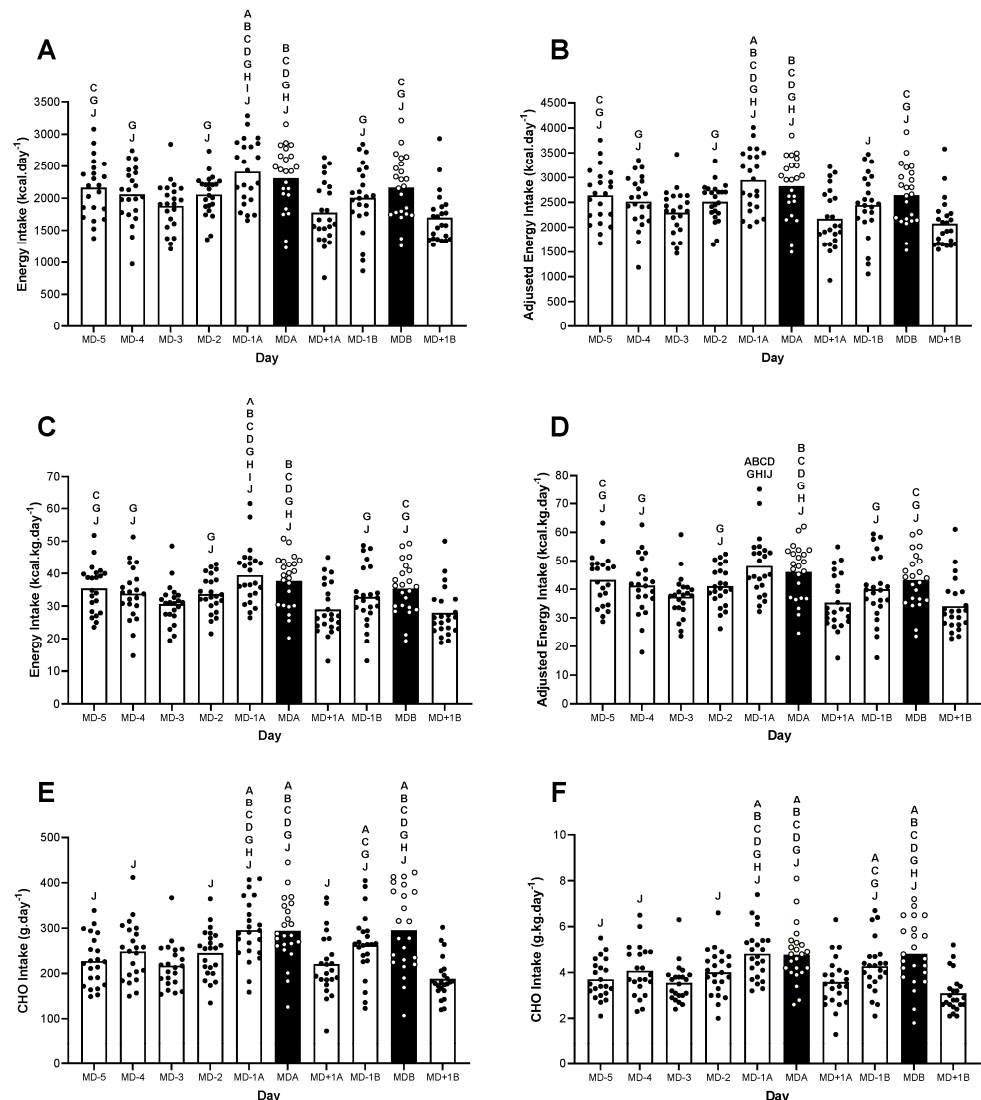 A
Energy Intake (kcal.day-1)
3500
3000
2500
2000
1500
1000
500
0
C
G
J
G
J
G
J
A
B
C
D
G
H
I
J
B
C
D
G
H
J
G
J
C
G
J
MD-5 MD-4 MD-3 MD-2 MD-1A MDA MD+1A MD-1B MDB MD+1B
Day
B
Adjusetd Energy Intake (kcal.day-1)
4500
4000
3500
3000
2500
2000
1500
1000
500
0
C
G
J
G
J
G
J
A
B
C
D
G
H
J
B
C
D
G
H
J
J
C
G
J
MD-5 MD-4 MD-3 MD-2 MD-1A MDA MD+1A MD-1B MDB MD+1B
Day
C
Energy Intake (kcal.kg.day-1)
70
60
50
40
30
20
10
0
C
G
J
G
J
G
J
^
B
C
D
G
H
I
J
B
C
D
G
H
J
G
J
C
G
J
MD-5 MD-4 MD-3 MD-2 MD-1A MDA MD+1A MD-1B MDB MD+1B
Day
D
Adjusted Energy Intake (kcal.kg.day-1)
80
70
60
50
40
30
20
10
0
C
G
J
G
J
G
J
ABCD
GHIJ
B
C
D
G
H
J
G
J
C
G
J
MD-5 MD-4 MD-3 MD-2 MD-1A MDA MD+1A MD-1B MDB MD+1B
Day
E
CHO Intake (g.day-1)
500
400
300
200
100
0
J
J
J
A
B
C
D
G
H
J
A
B
C
D
G
J
J
A
C
G
J
A
B
C
D
G
H
J
MD-5 MD-4 MD-3 MD-2 MD-1A MDA MD+1A MD-1B MDB MD+1B
Day
F
CHO Intake (g.kg.day-1)
10
8
6
4
2
0
J
J
J
A
B
C
D
G
H
J
A
B
C
D
G
J
J
A
C
G
J
A
B
C
D
G
H
J
MD-5 MD-4 MD-3 MD-2 MD-1A MDA MD+1A MD-1B MDB MD+1B
Day